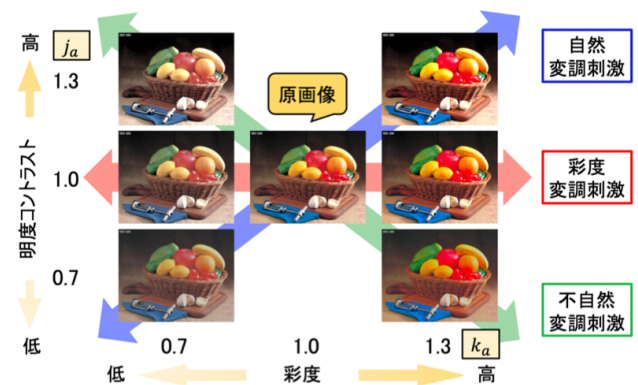 高
j_a
1.3
原画像
自然
変調刺激
明度コントラスト
1.0
彩度
変調刺激
0.7
低
不自然
変調刺激
0.7
1.0
1.3
k_a
低
彩度
高